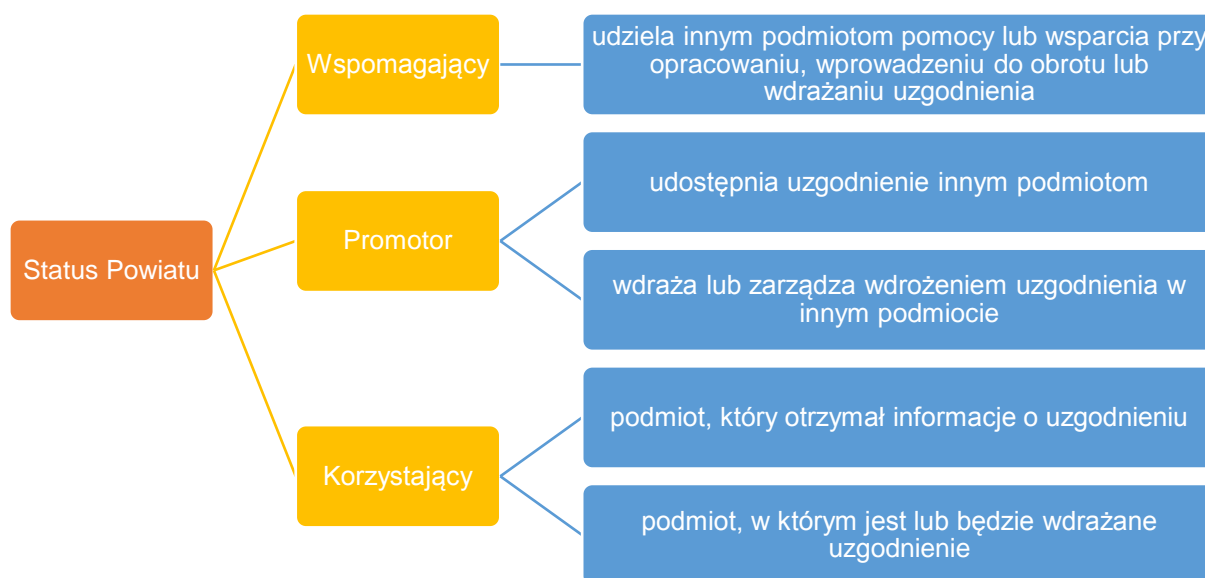 Status Powiatu
Wspomagający
udziela innym podmiotom pomocy lub wsparcia przy
opracowaniu, wprowadzeniu do obrotu lub
wdrażaniu uzgodnienia
Promotor
udostępnia uzgodnienie innym podmiotom
wdraża lub zarządza wdrożeniem uzgodnienia w
innym podmiocie
Korzystający
podmiot, który otrzymał informacje o uzgodnieniu
podmiot, w którym jest lub będzie wdrażane
uzgodnienie